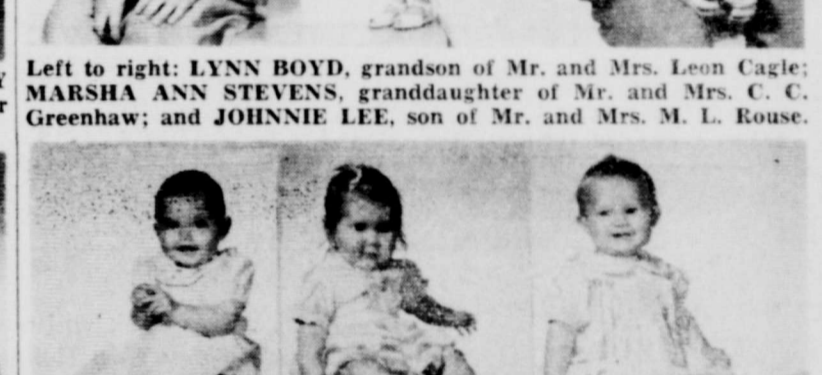 Left to right: LYNN BOYD, grandson of Mr. and Mrs. Leon Cagle;
MARSHA ANN STEVENS, granddaughter of Mr. and Mrs. C. C.
Greenhaw; and JOHNNIE LEE, son of Mr. and Mrs. M. L. Rouse.